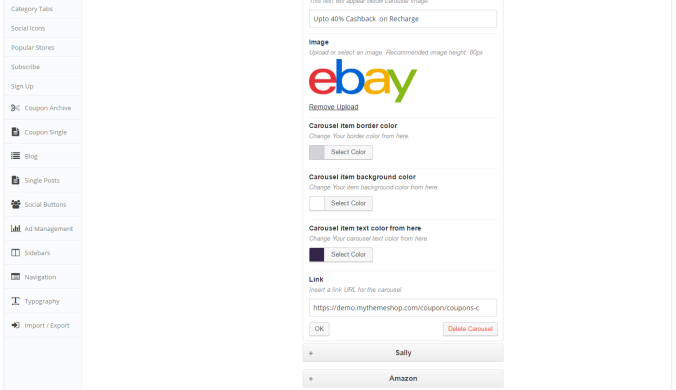 Category Tabs
Social Icons
Popular Stores
Subscribe
Sign Up
Coupon Archive
Coupon Single
Blog
Single Posts
Social Buttons
Ad Management
Sidebars
Navigation
Typography
Import / Export
This text will appear below carousel image.
Upto 40% Cashback on Recharge
Image
Upload or select an image. Recommended image height: 80px
ebay
Remove Upload
Carousel item border color
Change Your border color from here.
Select Color
Carousel item background color
Change Your item background color from here.
Select Color
Carousel item text color from here
Change Your carousel text color from here.
Select Color
Link
Insert a link URL for the carousel
https://demo.mythemeshop.com/coupon/coupons-c
OK
Delete Carousel
+ Sally
+ Amazon